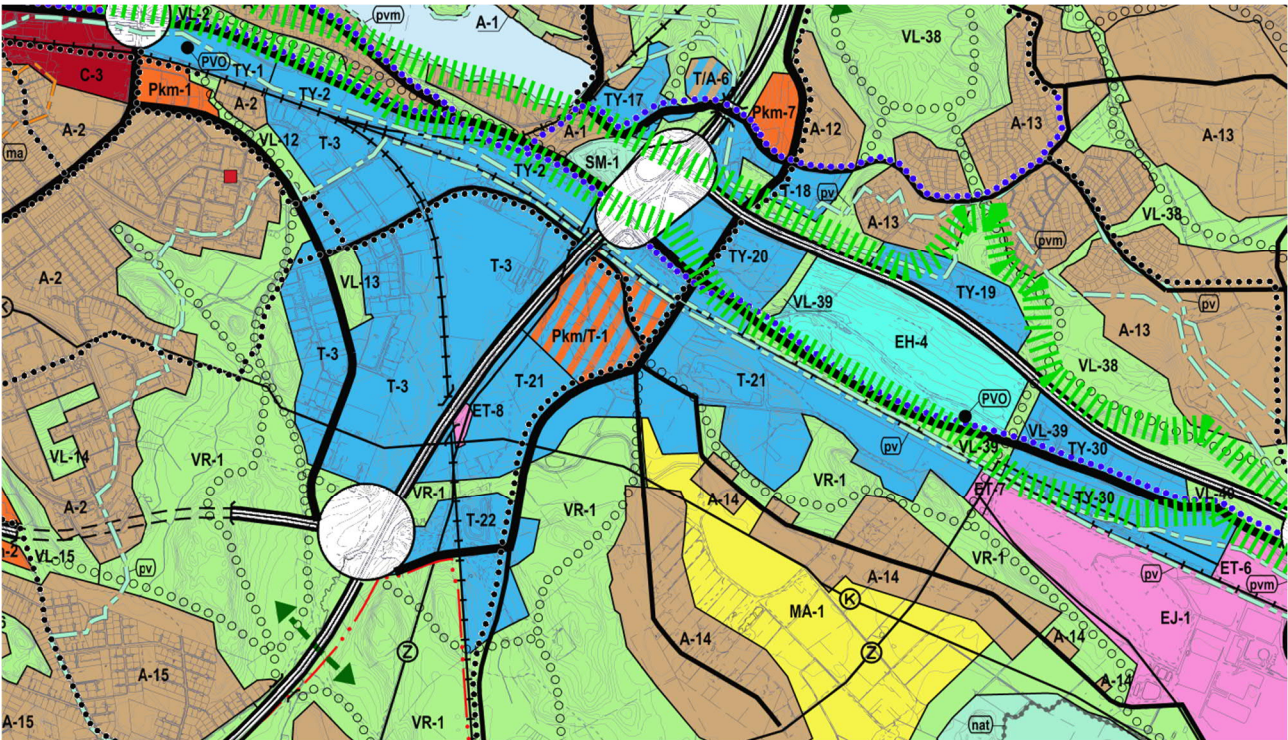 VL-2
pvm
A-1
VL-38
C-3
PVO
TY-1
T/A-6
Pkm-1
TY-2
TY-17
Pkm-7
A-2
A-2
A-1
A-12
A-13
A-13
ma
VL-12
T-3
SM-1
TY-2
T-18
pv
VL-38
A-13
pvm
A-2
VL-13
T-3
TY-20
TY-19
pv
K
VL-39
A-13
T-3
Pkm/T-1
EH-4
T-3
T-21
T-21
VL-38
ET-8
PVO
VL-39
VL-14
VR-1
pv
VL-39
TY-30
A-2
VR-1
A-14
VR-1
ET-7
TY-30
VL-40
T-22
VR-1
VL-15
pv
VR-1
ET-6
pv
pvm
A-14
MA-1
K
EJ-1
A-14
A-14
Z
Z
A-15
A-14
A-15
VR-1
nat